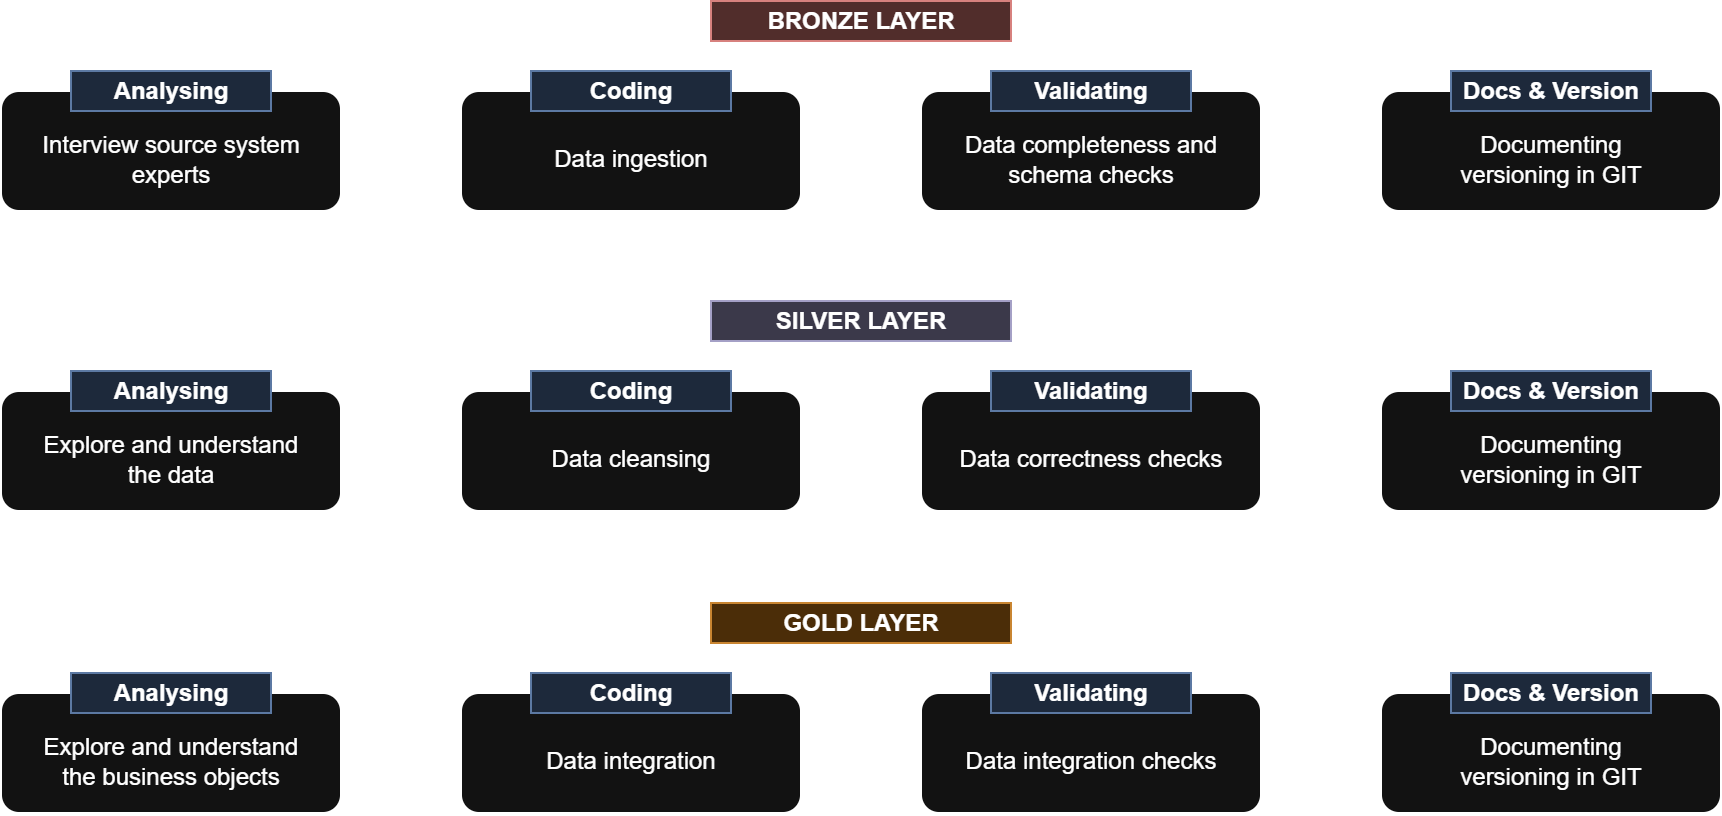 BRONZE LAYER
Analysing
Interview source system
experts
Coding
Data ingestion
Validating
Data completeness and
schema checks
Docs & Version
Documenting
versioning in GIT
SILVER LAYER
Analysing
Explore and understand
the data
Coding
Data cleansing
Validating
Data correctness checks
Docs & Version
Documenting
versioning in GIT
GOLD LAYER
Analysing
Explore and understand
the business objects
Coding
Data integration
Validating
Data integration checks
Docs & Version
Documenting
versioning in GIT